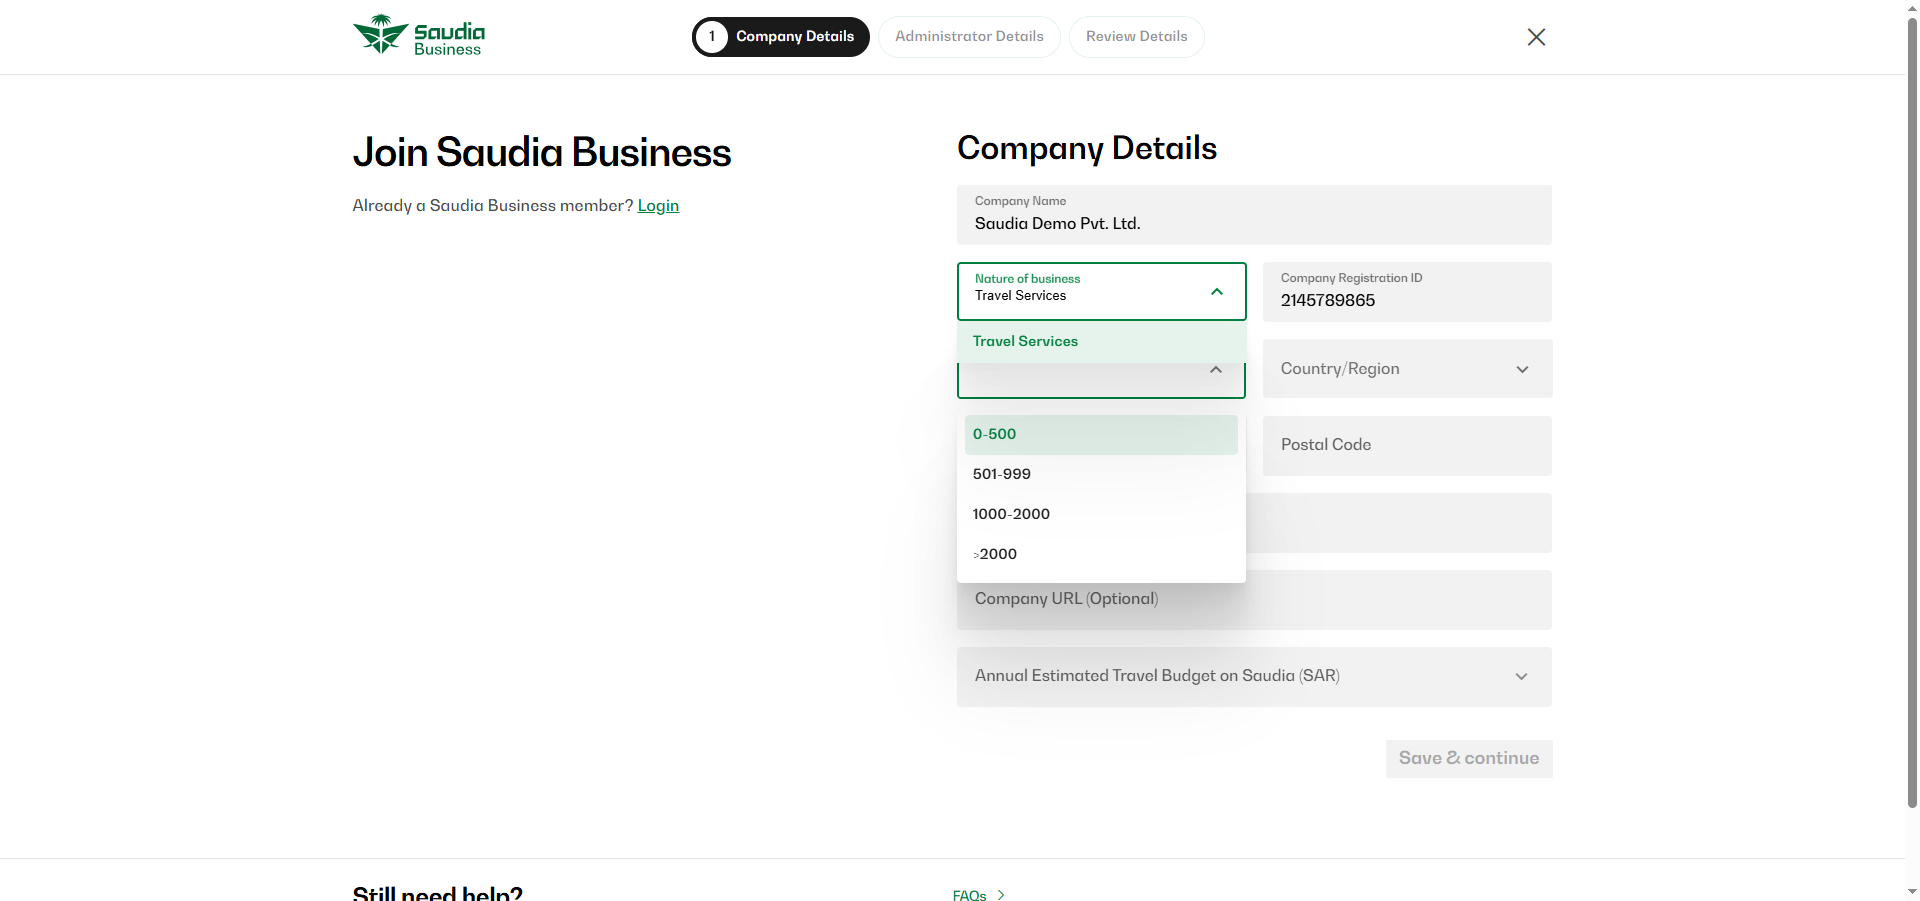 Saudia
Business
1 Company Details
Administrator Details
Review Details
Join Saudia Business
Already a Saudia Business member? Login
Company Details
Company Name
Saudia Demo Pvt. Ltd.
Nature of business
Travel Services
Company Registration ID
2145789865
Travel Services
Country/Region
0-500
501-999
1000-2000
>2000
Postal Code
Company URL (Optional)
Annual Estimated Travel Budget on Saudia (SAR)
Save & continue
Still need help?
FAQs